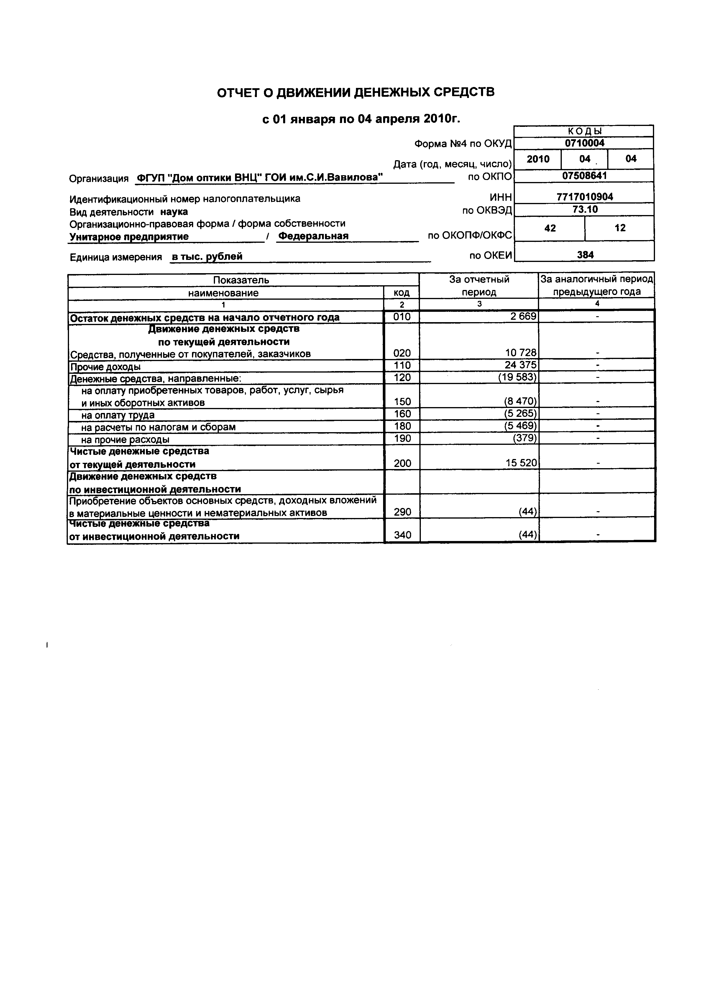 ОТЧЕТ О ДВИЖЕНИИ ДЕНЕЖНЫХ СРЕДСТВ
с 01 января по 04 апреля 2010г.
КОДЫ
Форма №4 по ОКУД 0710004
Дата (год, месяц, число) 2010 04 04
Организация ФГУП "Дом оптики ВНЦ" ГОИ им.С.И.Вавилова" по ОКПО 07508641
Идентификационный номер налогоплательщика ИНН 7717010904
Вид деятельности наука по ОКВЭД 73.10
Организационно-правовая форма / форма собственности
Унитарное предприятие / Федеральная по ОКОПФ/ОКФС 42 12
Единица измерения в тыс. рублей по ОКЕИ 384
Показатель За отчетный За аналогичный период
наименование код период предыдущего года
1 2 3 4
Остаток денежных средств на начало отчетного года 010 2 669 -
Движение денежных средств
по текущей деятельности
Средства, полученные от покупателей, заказчиков 020 10 728 -
Прочие доходы 110 24 375 -
Денежные средства, направленные: 120 (19 583) -
на оплату приобретенных товаров, работ, услуг, сырья
и иных оборотных активов 150 (8 470) -
на оплату труда 160 (5 265) -
на расчеты по налогам и сборам 180 (5 469) -
на прочие расходы 190 (379) -
Чистые денежные средства
от текущей деятельности 200 15 520 -
Движение денежных средств
по инвестиционной деятельности
Приобретение объектов основных средств, доходных вложений
в материальные ценности и нематериальных активов 290 (44) -
Чистые денежные средства
от инвестиционной деятельности 340 (44) -